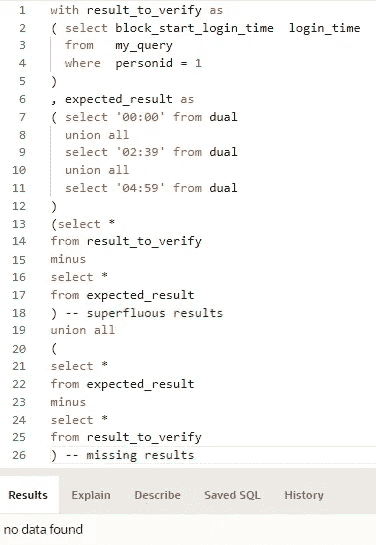 1 with result_to_verify as
2 ( select block_start_login_time  login_time
3   from   my_query
4   where  personid = 1
5 )
6 , expected_result as
7 ( select '00:00' from dual
8   union all
9   select '02:39' from dual
10   union all
11   select '04:59' from dual
12 )
13 (select *
14 from result_to_verify
15 minus
16 select *
17 from expected_result
18 ) -- superfluous results
19 union all
20 (
21 select *
22 from expected_result
23 minus
24 select *
25 from result_to_verify
26 ) -- missing results
Results Explain Describe Saved SQL History
no data found